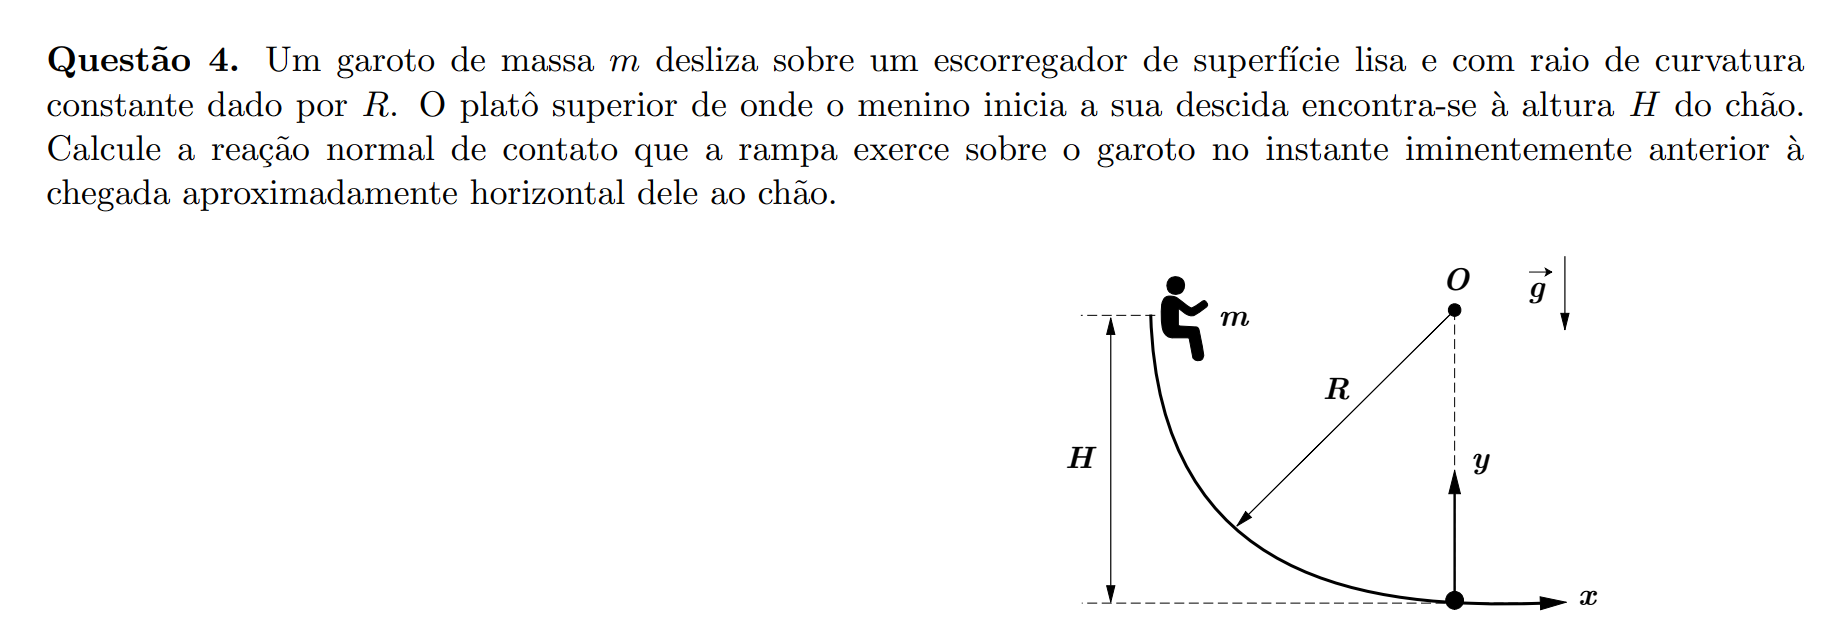 Questão 4. Um garoto de massa m desliza sobre um escorregador de superfície lisa e com raio de curvatura
constante dado por R. O platô superior de onde o menino inicia a sua descida encontra-se à altura H do chão.
Calcule a reação normal de contato que a rampa exerce sobre o garoto no instante iminentemente anterior à
chegada aproximadamente horizontal dele ao chão.
O
g⃗
m
R
H
y
x